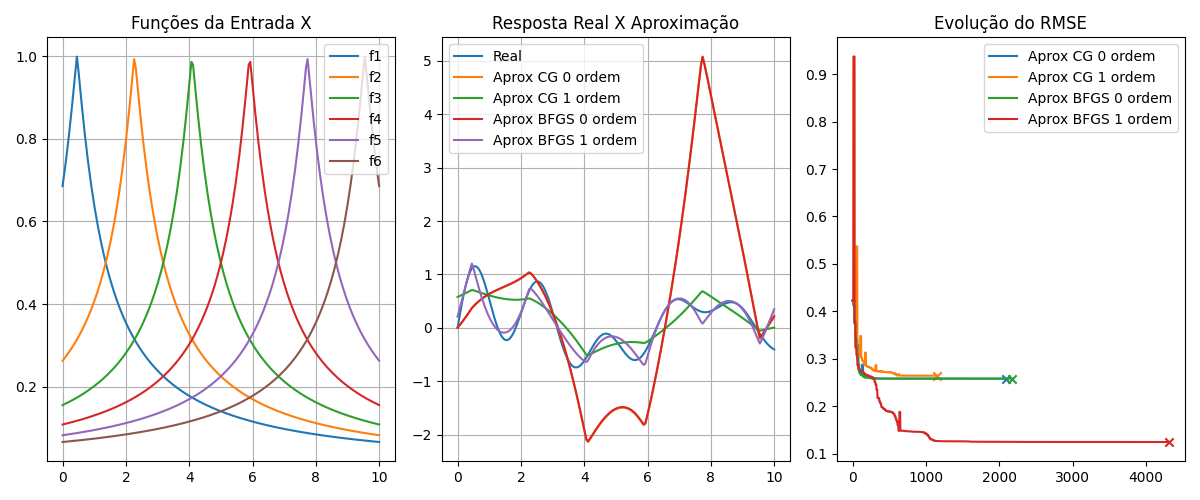 Funções da Entrada X
1.0
0.8
0.6
0.4
0.2
0 2 4 6 8 10
f1
f2
f3
f4
f5
f6
Resposta Real X Aproximação
5
4
3
2
1
0
−1
−2
0 2 4 6 8 10
Real
Aprox CG 0 ordem
Aprox CG 1 ordem
Aprox BFGS 0 ordem
Aprox BFGS 1 ordem
Evolução do RMSE
0.9
0.8
0.7
0.6
0.5
0.4
0.3
0.2
0.1
0 1000 2000 3000 4000
Aprox CG 0 ordem
Aprox CG 1 ordem
Aprox BFGS 0 ordem
Aprox BFGS 1 ordem